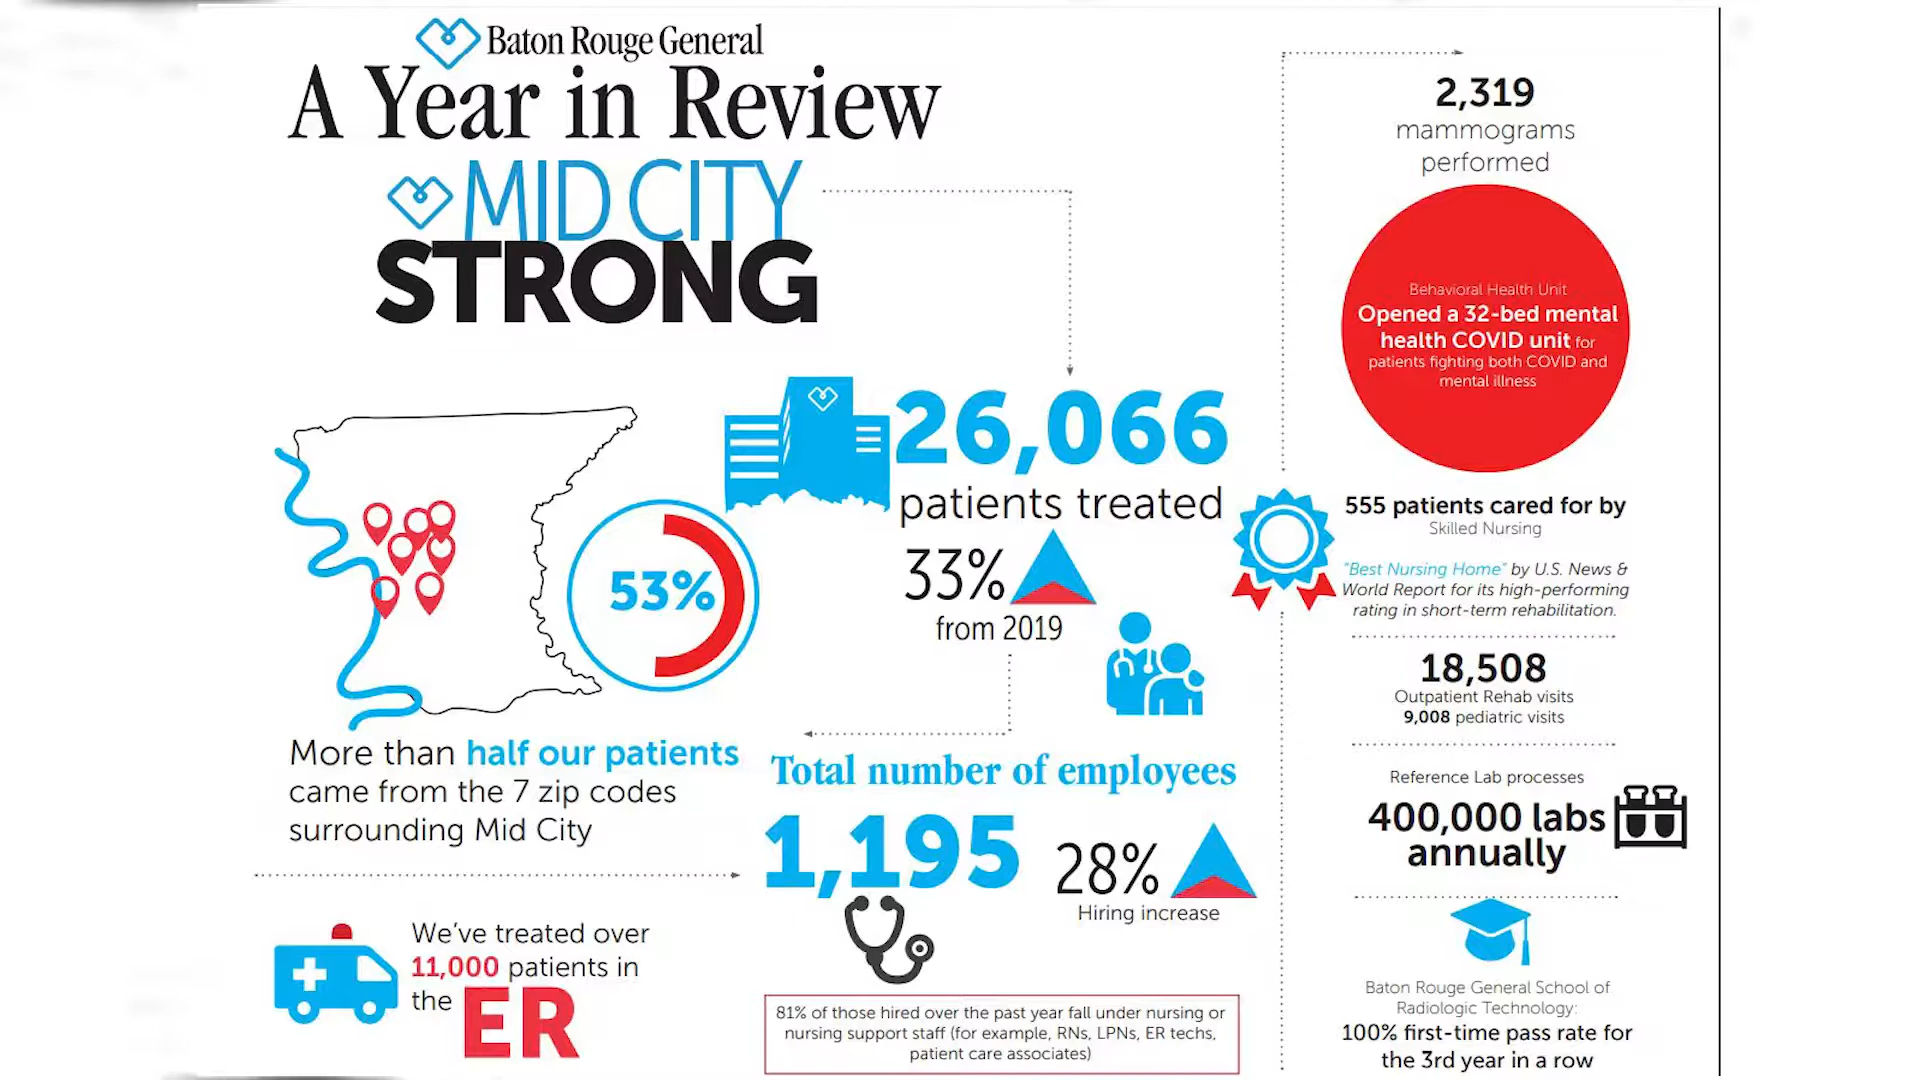 Baton Rouge General
A Year in Review
MID CITY
STRONG
26,066
patients treated
33%
from 2019
53%
More than half our patients
came from the 7 zip codes
surrounding Mid City
Total number of employees
1,195
28%
Hiring increase
We've treated over
11,000 patients in
the ER
81% of those hired over the past year fall under nursing or
nursing support staff (for example, RNs, LPNs, ER techs,
patient care associates)
2,319
mammograms
performed
Behavioral Health Unit
Opened a 32-bed mental
health COVID unit for
patients fighting both COVID and
mental illness
555 patients cared for by
Skilled Nursing
"Best Nursing Home" by U.S. News &
World Report for its high-performing
rating in short-term rehabilitation.
18,508
Outpatient Rehab visits
9,008 pediatric visits
Reference Lab processes
400,000 labs
annually
Baton Rouge General School of
Radiologic Technology:
100% first-time pass rate for
the 3rd year in a row